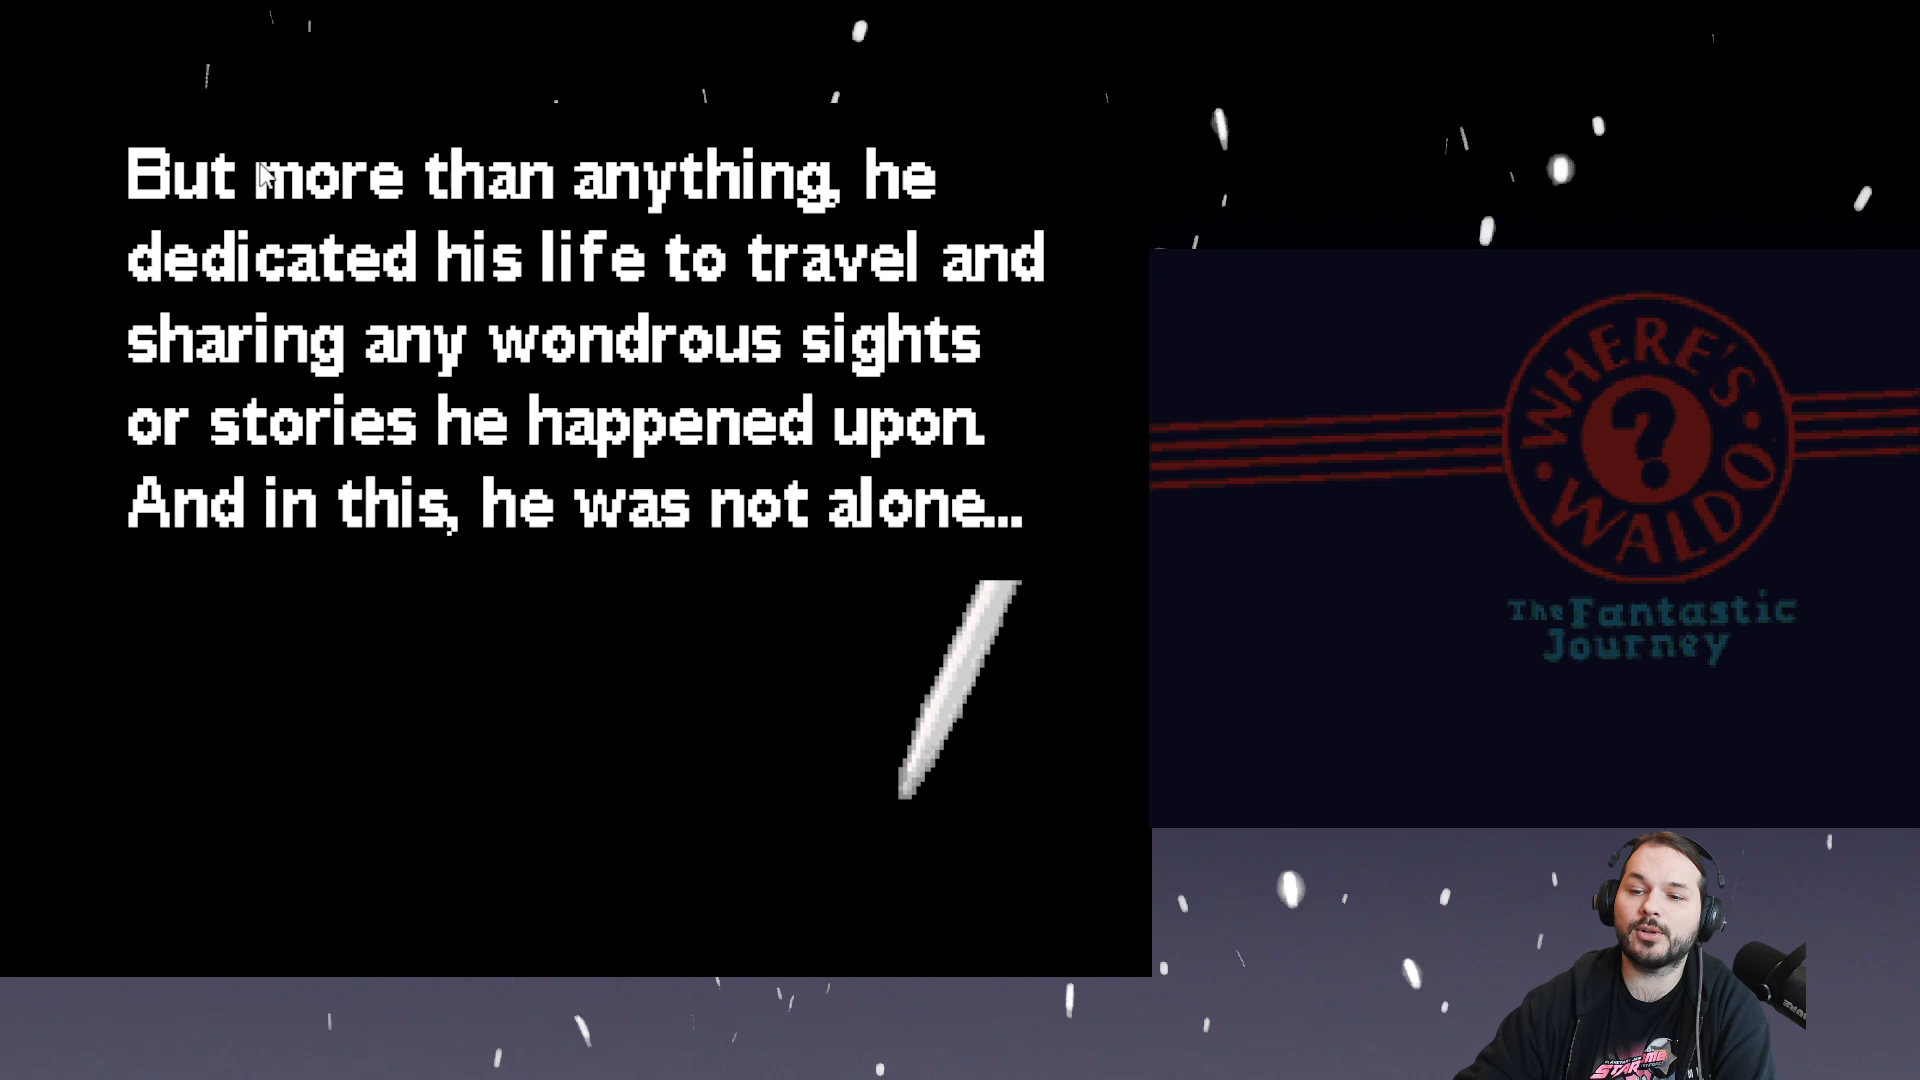 But more than anything, he
dedicated his life to travel and
sharing any wondrous sights
or stories he happened upon.
And in this, he was not alone...
WHERE'S
?
WALDO
The Fantastic
Journey
STAR